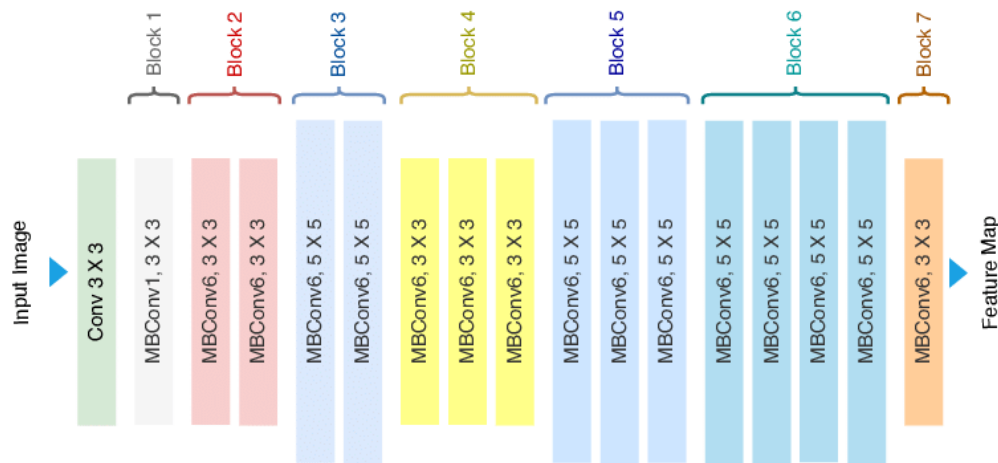 Block 1
Block 2
Block 3
Block 4
Block 5
Block 6
Block 7
Input Image
Conv 3 X 3
MBConv1, 3 X 3
MBConv6, 3 X 3
MBConv6, 3 X 3
MBConv6, 5 X 5
MBConv6, 5 X 5
MBConv6, 3 X 3
MBConv6, 3 X 3
MBConv6, 3 X 3
MBConv6, 5 X 5
MBConv6, 5 X 5
MBConv6, 5 X 5
MBConv6, 5 X 5
MBConv6, 5 X 5
MBConv6, 5 X 5
MBConv6, 5 X 5
MBConv6, 3 X 3
Feature Map